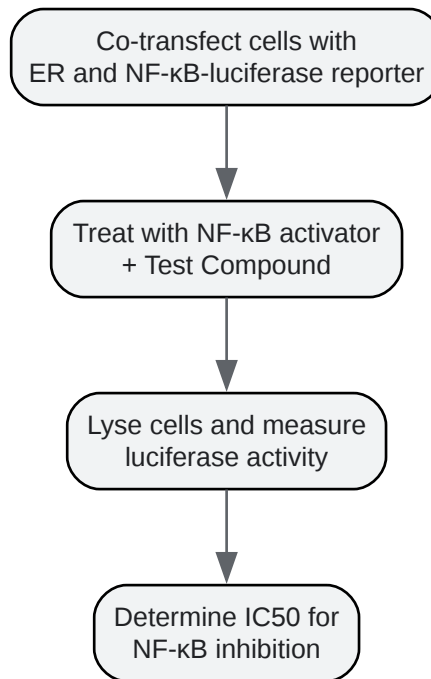 Co-transfect cells with
ER and NF-κB-luciferase reporter
Treat with NF-κB activator
+ Test Compound
Lyse cells and measure
luciferase activity
Determine IC50 for
NF-κB inhibition